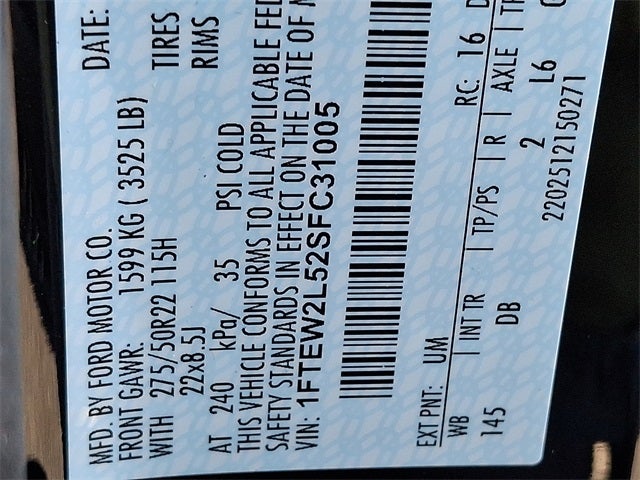 MFD. BY FORD MOTOR CO. DATE:
FRONT GAWR: 1599 KG ( 3525 LB)
WITH 275/50R22 115H TIRES
22x8.5J RIMS
AT 240 kPa/ 35 PSI COLD
THIS VEHICLE CONFORMS TO ALL APPLICABLE FED
SAFETY STANDARDS IN EFFECT ON THE DATE OF
VIN: 1FTEW2L52SFC31005
EXT PNT: UM RC: 16
WB | INT TR | TP/PS | R | AXLE | TR
145 DB 2 L6
2202512150271